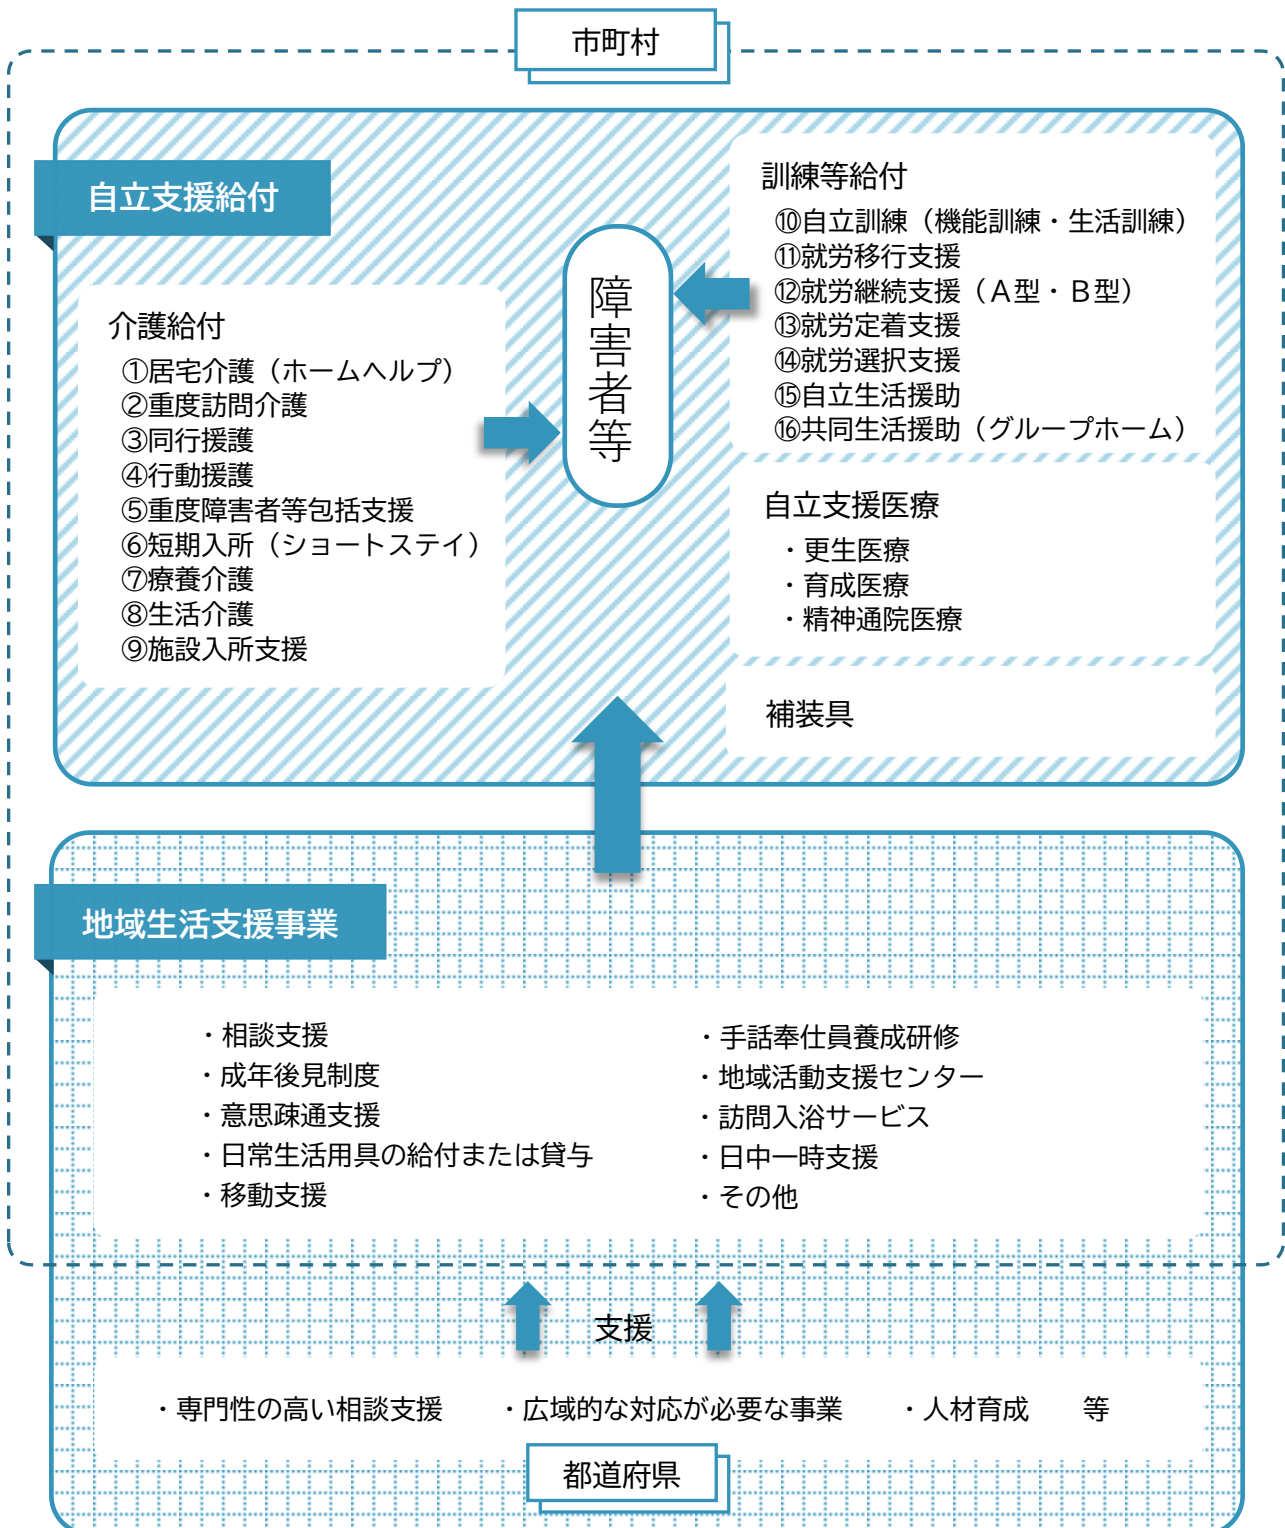 市町村
自立支援給付
介護給付
①居宅介護（ホームヘルプ）
②重度訪問介護
③同行援護
④行動援護
⑤重度障害者等包括支援
⑥短期入所（ショートステイ）
⑦療養介護
⑧生活介護
⑨施設入所支援
障害者等
訓練等給付
⑩自立訓練（機能訓練・生活訓練）
⑪就労移行支援
⑫就労継続支援（Ａ型・Ｂ型）
⑬就労定着支援
⑭就労選択支援
⑮自立生活援助
⑯共同生活援助（グループホーム）
自立支援医療
・更生医療
・育成医療
・精神通院医療
補装具
地域生活支援事業
・相談支援
・成年後見制度
・意思疎通支援
・日常生活用具の給付または貸与
・移動支援
・手話奉仕員養成研修
・地域活動支援センター
・訪問入浴サービス
・日中一時支援
・その他
支援
・専門性の高い相談支援　・広域的な対応が必要な事業　・人材育成　等
都道府県